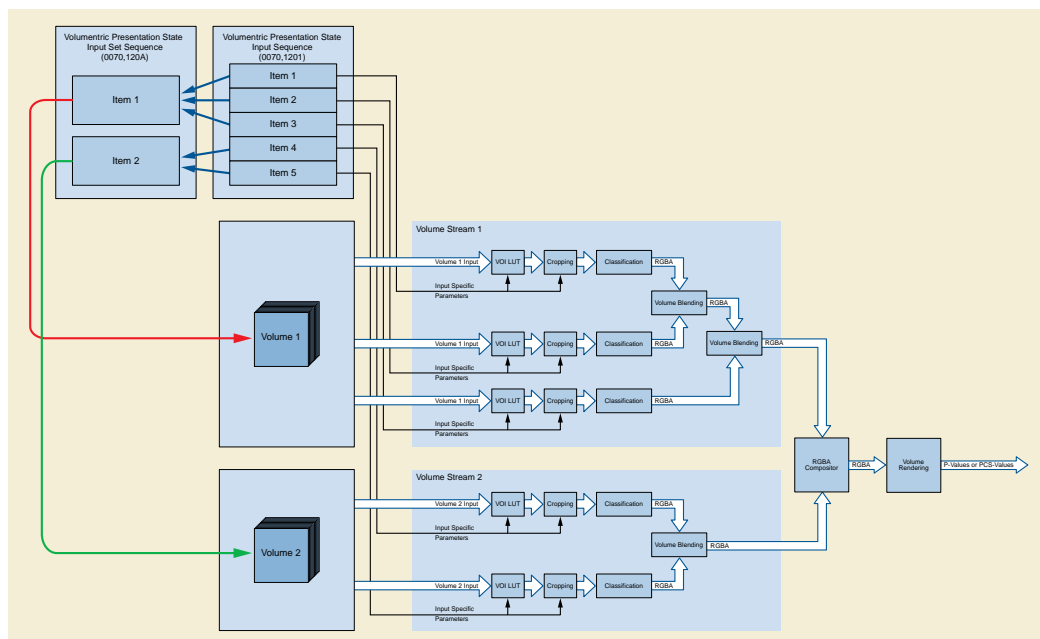 Volumentric Presentation State
Input Set Sequence
(0070,120A)
Volumentric Presentation State
Input Sequence
(0070,1201)
Item 1
Item 2
Item 1
Item 2
Item 3
Item 4
Item 5
Volume 1
Volume Stream 1
Volume 1 Input
VOI LUT
Cropping
Classification
RGBA
Input Specific
Parameters
Volume Blending
RGBA
Volume 1 Input
VOI LUT
Cropping
Classification
RGBA
Volume Blending
RGBA
Input Specific
Parameters
Volume 1 Input
VOI LUT
Cropping
Classification
RGBA
Input Specific
Parameters
RGBA
Compositor
RGBA
Volume
Rendering
P-Values or PCS-Values
Volume 2
Volume Stream 2
Volume 2 Input
VOI LUT
Cropping
Classification
RGBA
Input Specific
Parameters
Volume Blending
RGBA
Volume 2 Input
VOI LUT
Cropping
Classification
RGBA
Input Specific
Parameters